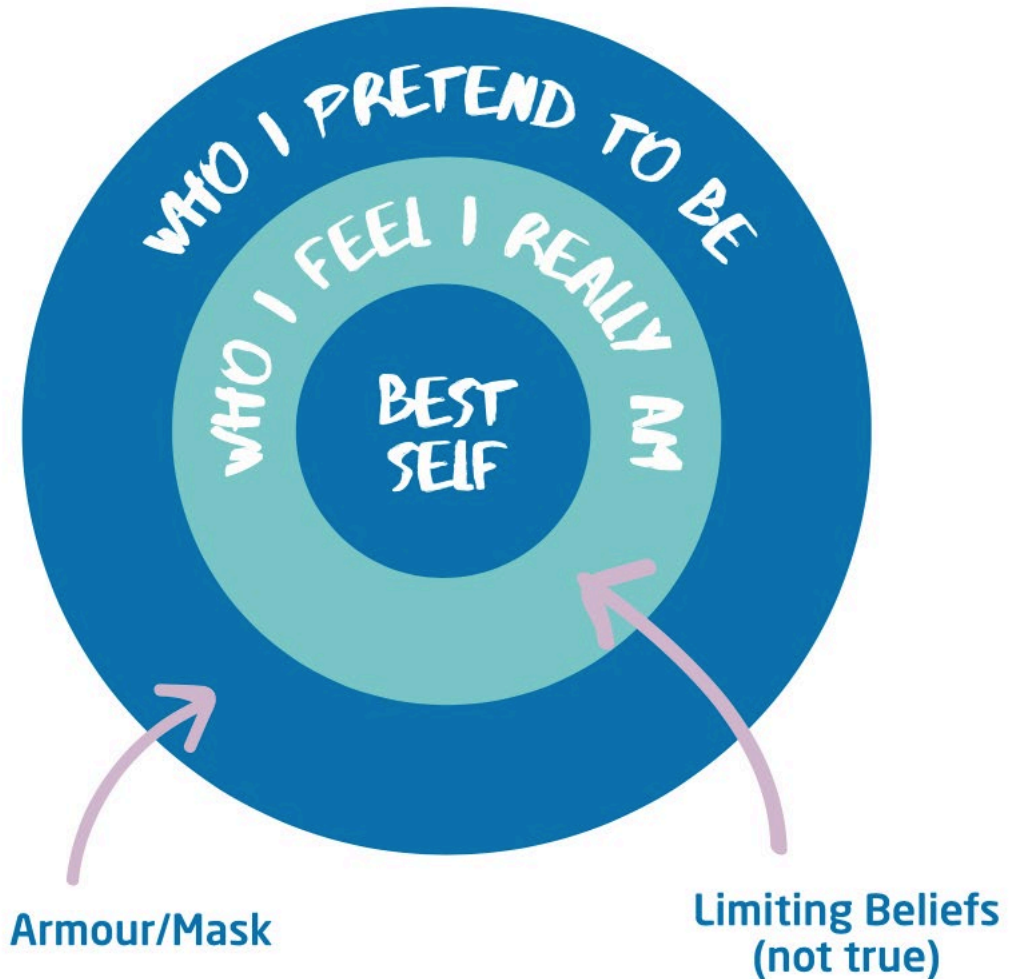 WHO I PRETEND TO BE
WHO I FEEL I REALLY AM
BEST
SELF
Armour/Mask
Limiting Beliefs
(not true)